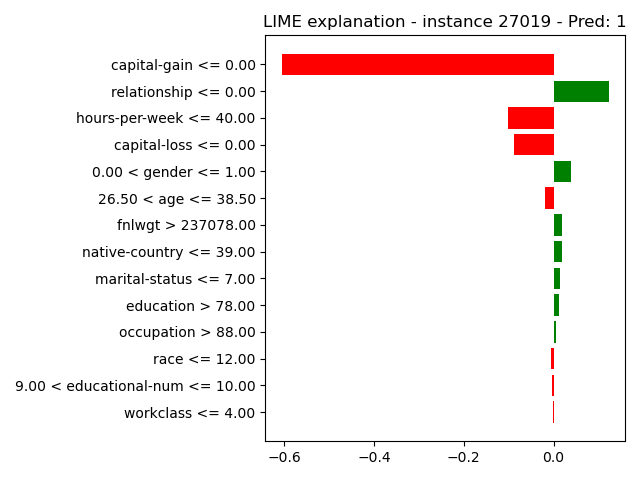 LIME explanation - instance 27019 - Pred: 1
capital-gain <= 0.00
relationship <= 0.00
hours-per-week <= 40.00
capital-loss <= 0.00
0.00 < gender <= 1.00
26.50 < age <= 38.50
fnlwgt > 237078.00
native-country <= 39.00
marital-status <= 7.00
education > 78.00
occupation > 88.00
race <= 12.00
9.00 < educational-num <= 10.00
workclass <= 4.00
−0.6 −0.4 −0.2 0.0